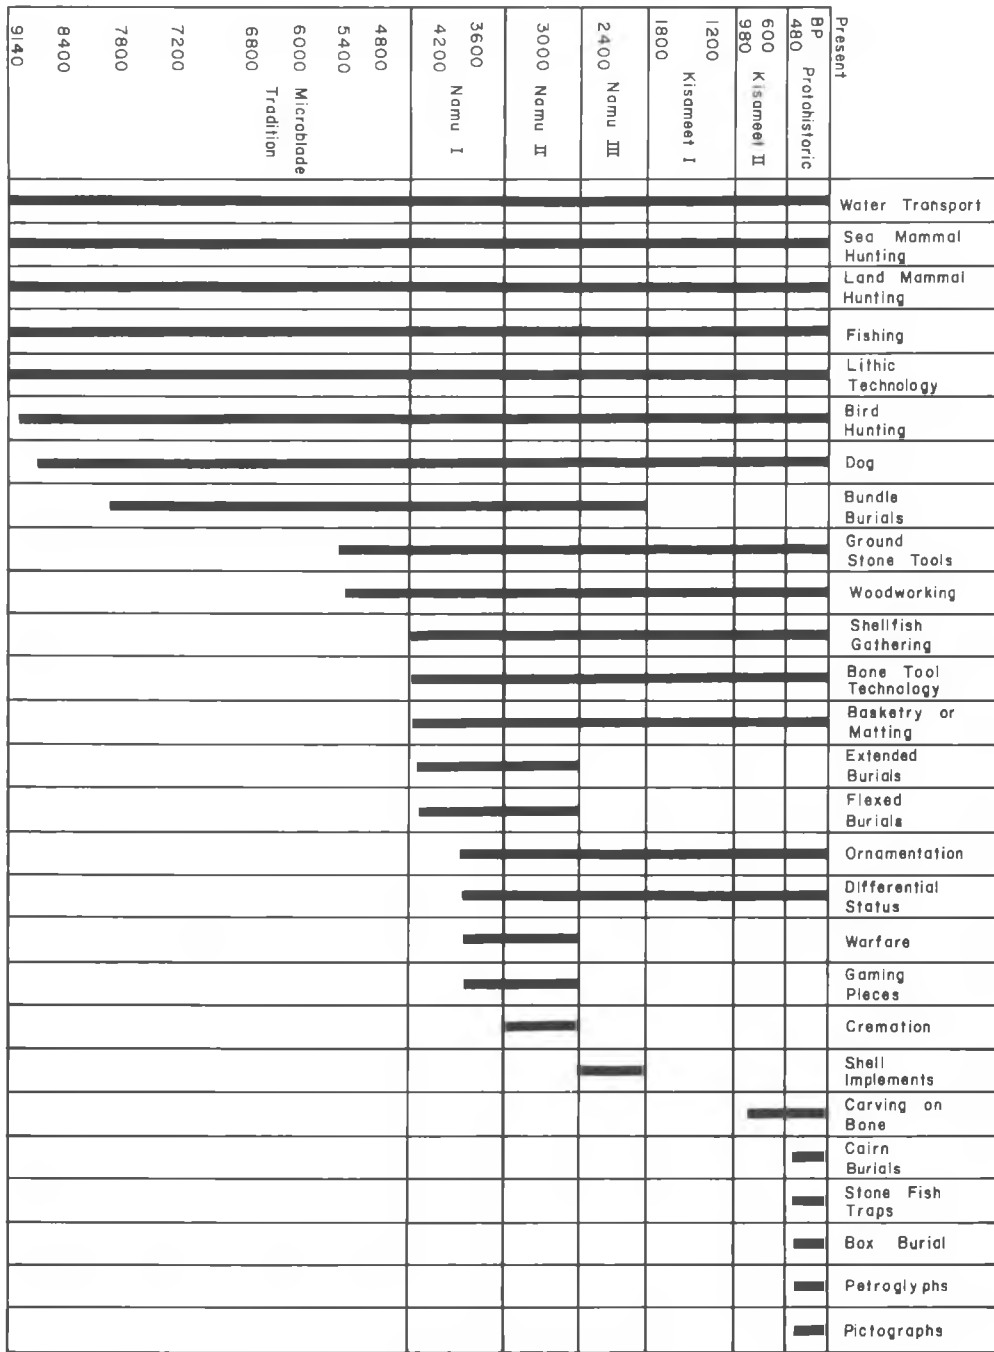 Present
BP
480
600
980
1200
1800
2400
3000
3600
4200
4800
5400
6000
6800
7200
7800
8400
9140
Protohistoric
Kisameet II
Kisameet I
Namu III
Namu II
Namu I
Microblade
Tradition
Water Transport
Sea Mammal
Hunting
Land Mammal
Hunting
Fishing
Lithic
Technology
Bird
Hunting
Dog
Bundle
Burials
Ground
Stone Tools
Woodworking
Shellfish
Gathering
Bone Tool
Technology
Basketry or
Matting
Extended
Burials
Flexed
Burials
Ornamentation
Differential
Status
Warfare
Gaming
Pieces
Cremation
Shell
Implements
Carving on
Bone
Cairn
Burials
Stone Fish
Traps
Box Burial
Petroglyphs
Pictographs